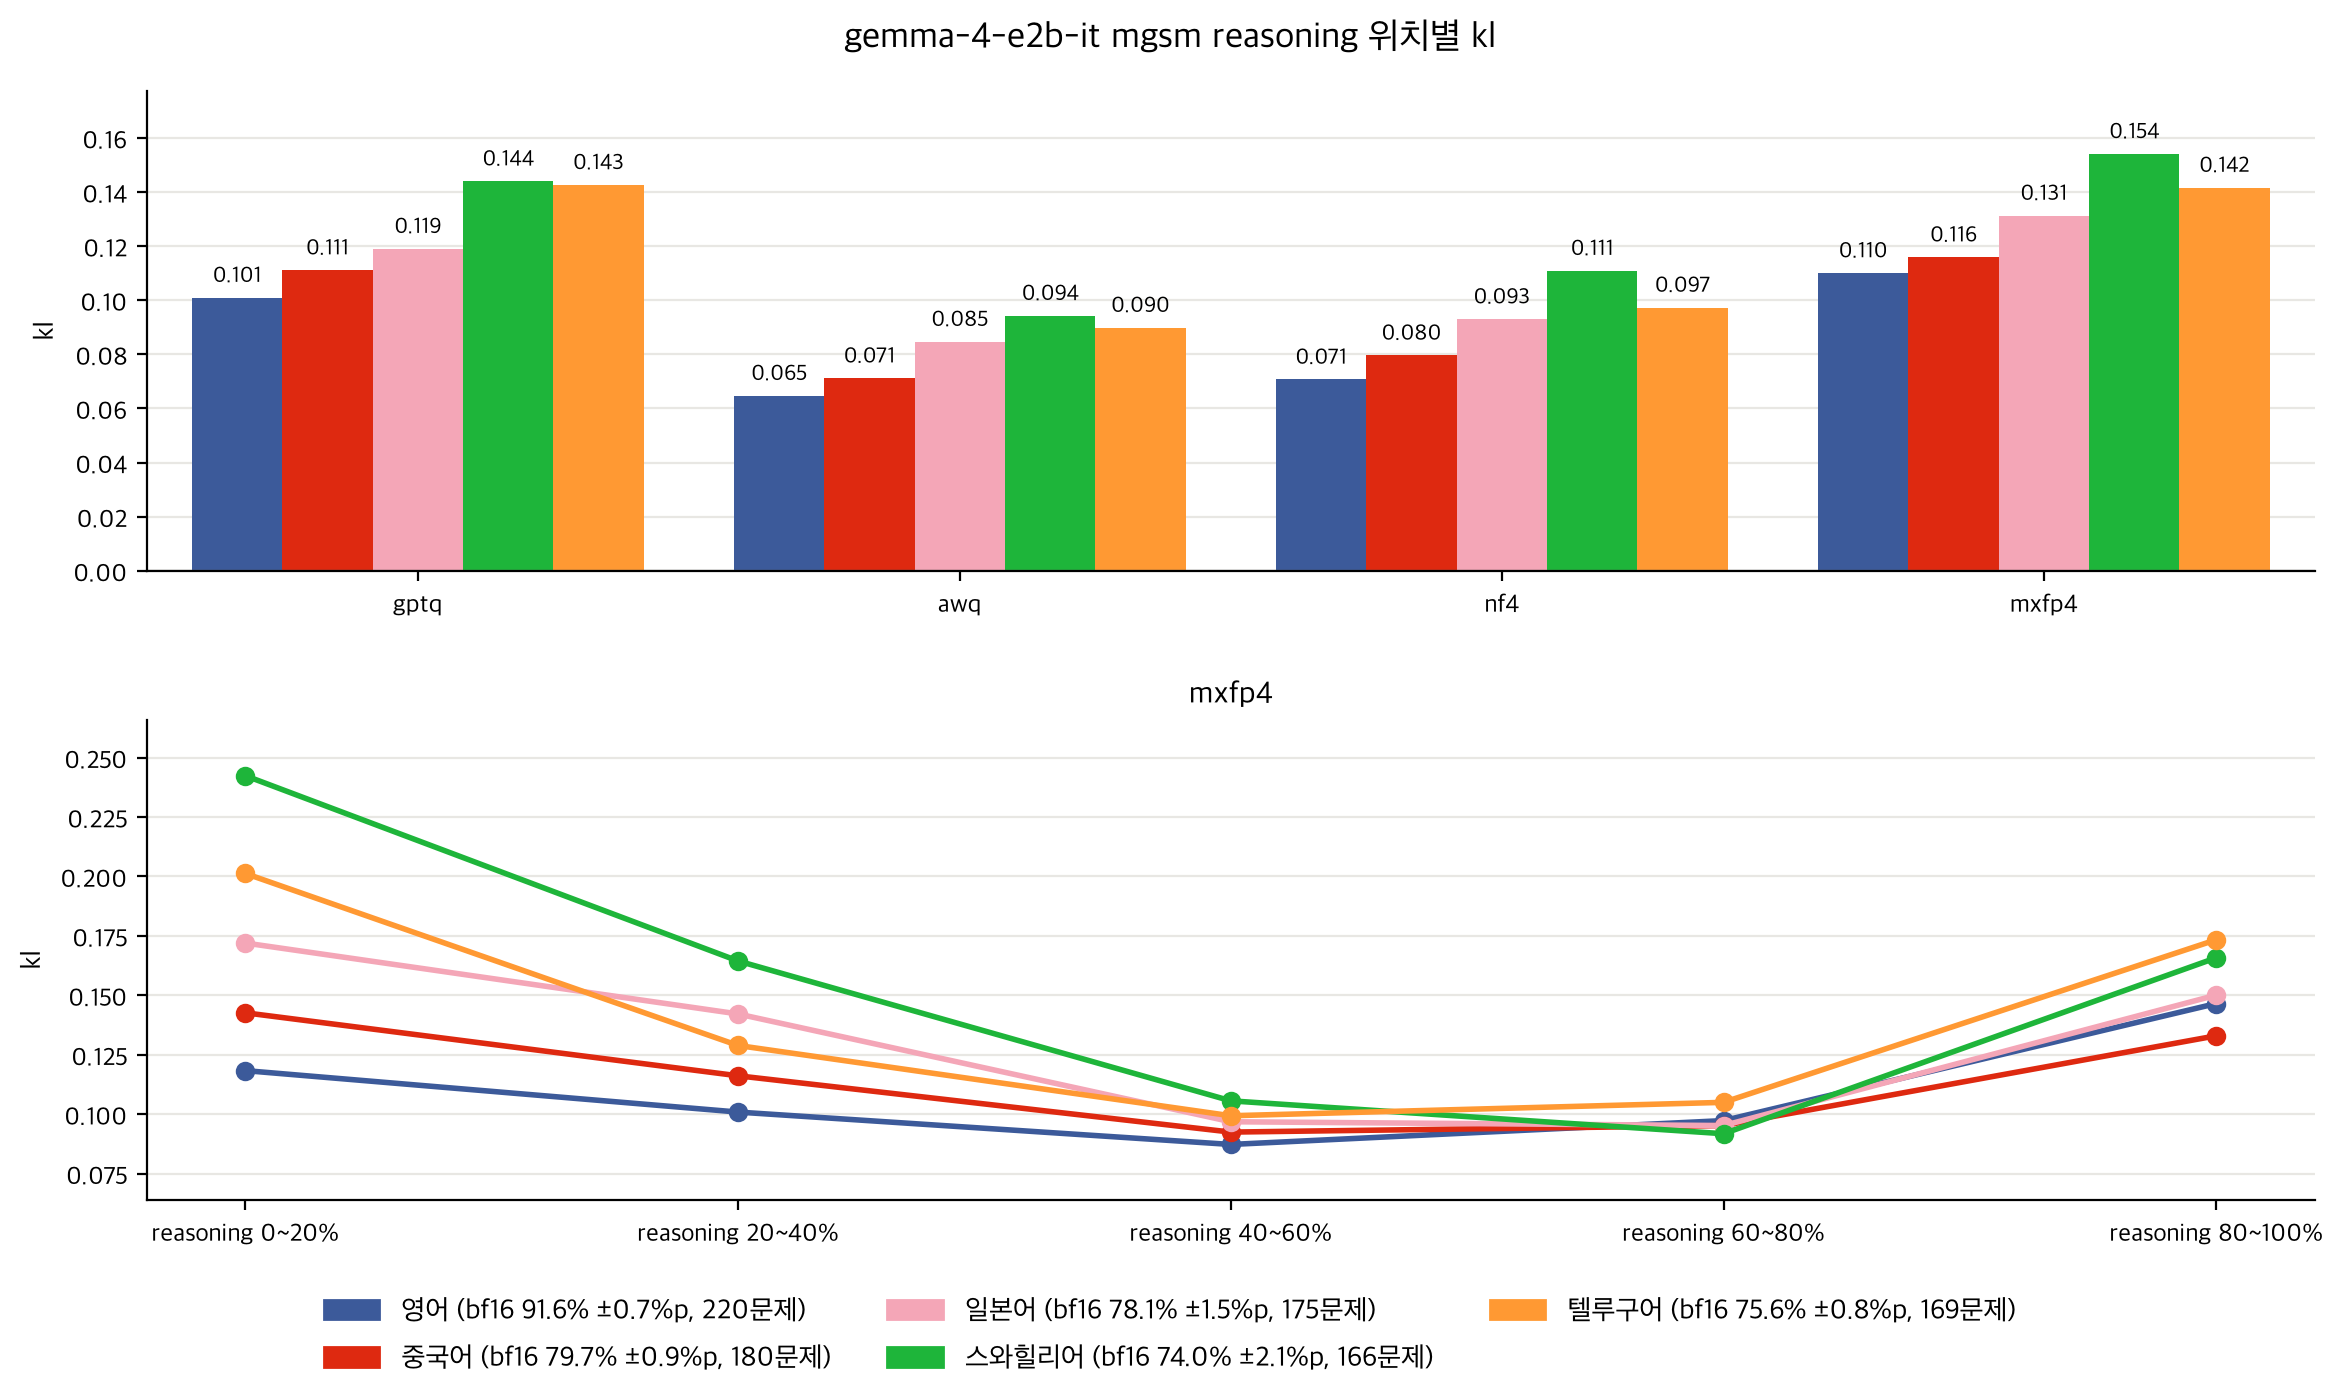 gemma-4-e2b-it mgsm reasoning 위치별 kl
kl
0.16
0.14
0.12
0.10
0.08
0.06
0.04
0.02
0.00
0.101
0.111
0.119
0.144
0.143
0.065
0.071
0.085
0.094
0.090
0.071
0.080
0.093
0.111
0.097
0.110
0.116
0.131
0.154
0.142
gptq
awq
nf4
mxfp4
mxfp4
kl
0.250
0.225
0.200
0.175
0.150
0.125
0.100
0.075
reasoning 0~20%
reasoning 20~40%
reasoning 40~60%
reasoning 60~80%
reasoning 80~100%
영어 (bf16 91.6% ±0.7%p, 220문제)
중국어 (bf16 79.7% ±0.9%p, 180문제)
일본어 (bf16 78.1% ±1.5%p, 175문제)
스와힐리어 (bf16 74.0% ±2.1%p, 166문제)
텔루구어 (bf16 75.6% ±0.8%p, 169문제)